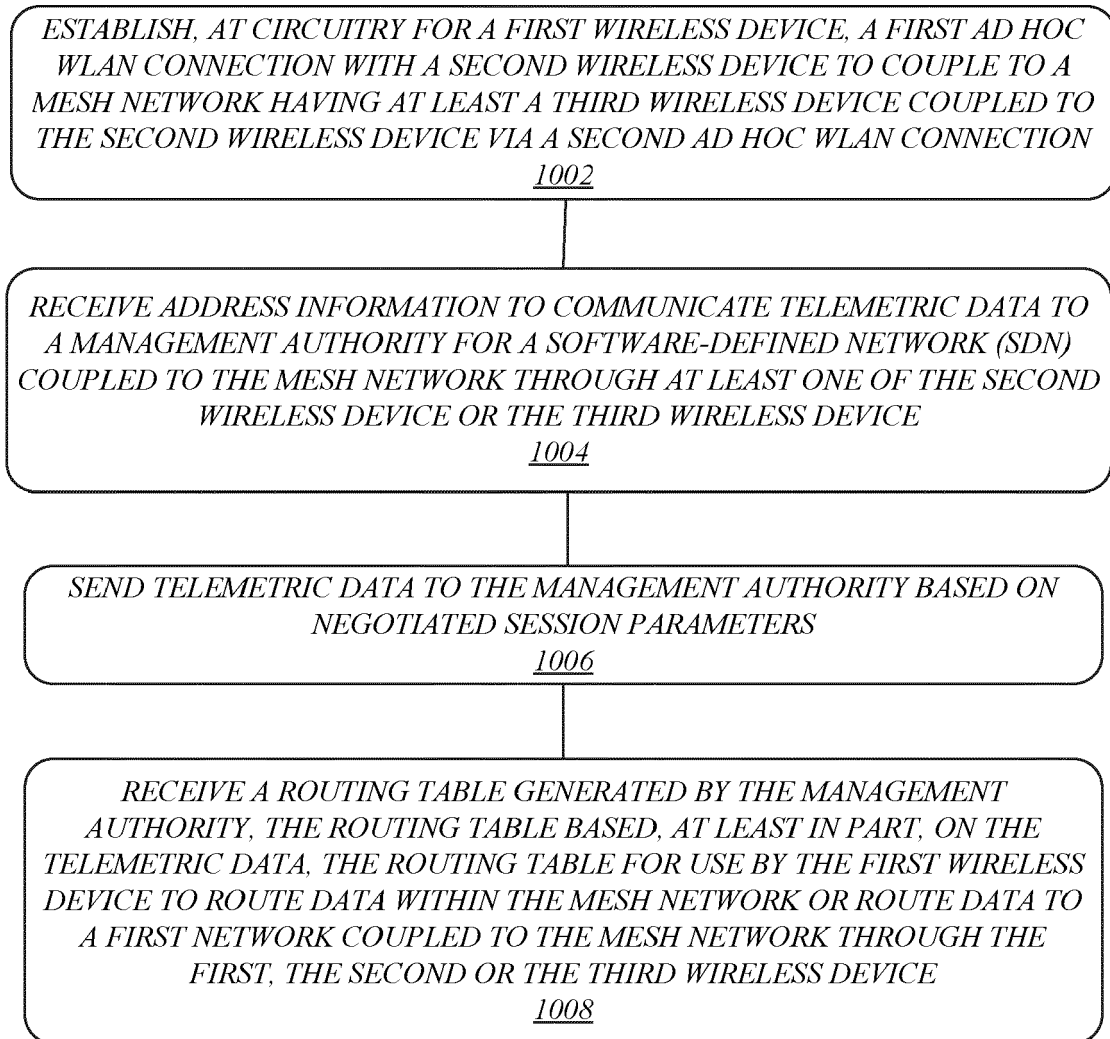 ESTABLISH, AT CIRCUITRY FOR A FIRST WIRELESS DEVICE, A FIRST AD HOC
WLAN CONNECTION WITH A SECOND WIRELESS DEVICE TO COUPLE TO A
MESH NETWORK HAVING AT LEAST A THIRD WIRELESS DEVICE COUPLED TO
THE SECOND WIRELESS DEVICE VIA A SECOND AD HOC WLAN CONNECTION
1002
RECEIVE ADDRESS INFORMATION TO COMMUNICATE TELEMETRIC DATA TO
A MANAGEMENT AUTHORITY FOR A SOFTWARE-DEFINED NETWORK (SDN)
COUPLED TO THE MESH NETWORK THROUGH AT LEAST ONE OF THE SECOND
WIRELESS DEVICE OR THE THIRD WIRELESS DEVICE
1004
SEND TELEMETRIC DATA TO THE MANAGEMENT AUTHORITY BASED ON
NEGOTIATED SESSION PARAMETERS
1006
RECEIVE A ROUTING TABLE GENERATED BY THE MANAGEMENT
AUTHORITY, THE ROUTING TABLE BASED, AT LEAST IN PART, ON THE
TELEMETRIC DATA, THE ROUTING TABLE FOR USE BY THE FIRST WIRELESS
DEVICE TO ROUTE DATA WITHIN THE MESH NETWORK OR ROUTE DATA TO
A FIRST NETWORK COUPLED TO THE MESH NETWORK THROUGH THE
FIRST, THE SECOND OR THE THIRD WIRELESS DEVICE
1008